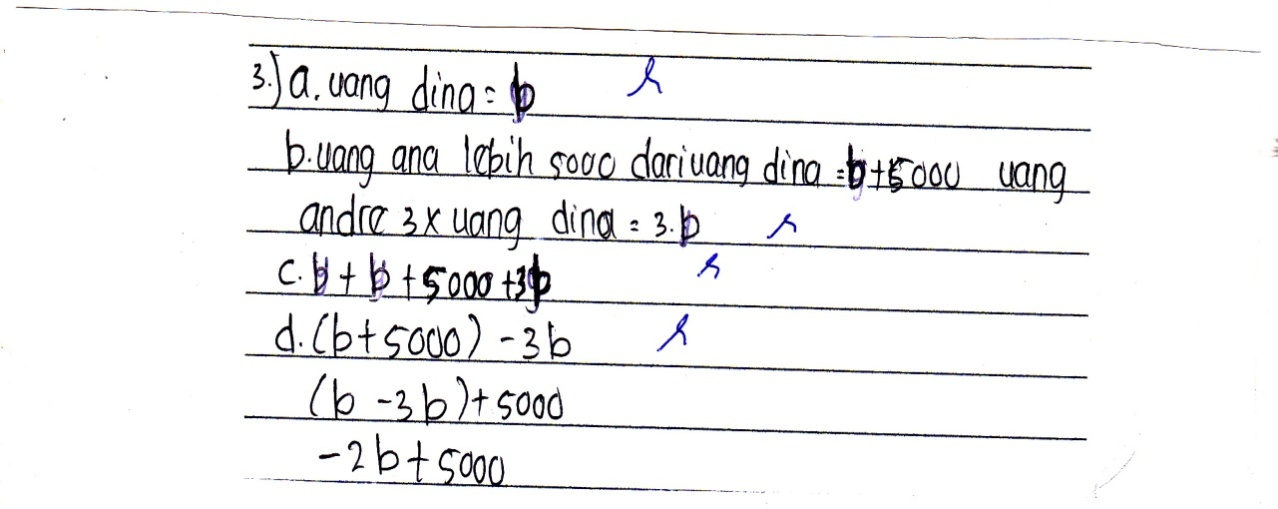 3.) a. uang dina = b
b. uang ana lebih 5000 dari uang dina = b + 5000 uang
andre 3 x uang dina = 3.b
c. b + b + 5000 + 3b
d. (b + 5000) - 3b
(b - 3b) + 5000
-2b + 5000